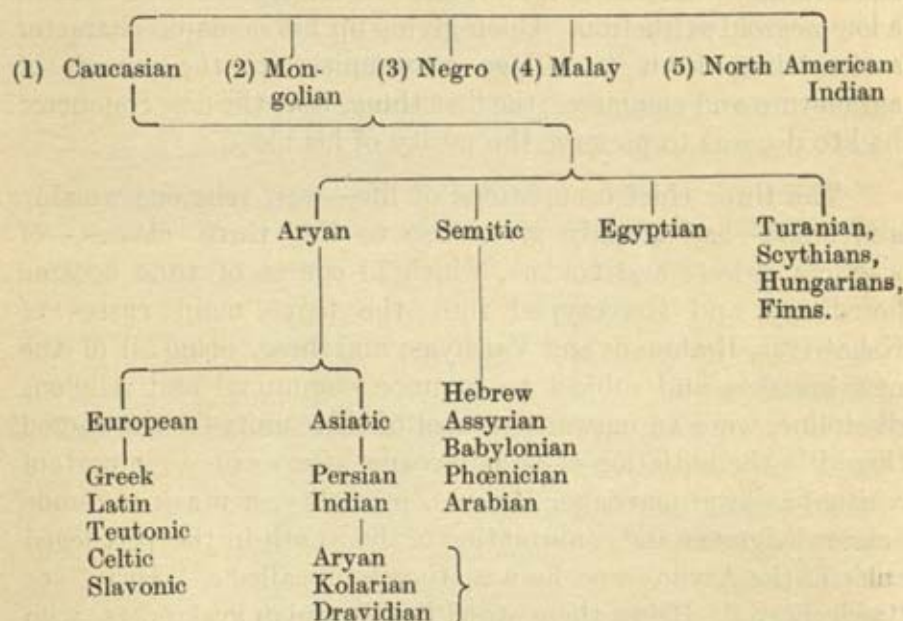 (1) Caucasian (2) Mon- (3) Negro (4) Malay (5) North American
golian Indian
Aryan Semitic Egyptian Turanian,
Scythians,
Hungarians,
Finns.
European Asiatic Hebrew
Assyrian
Babylonian
Phœnician
Arabian
Greek Persian
Latin Indian
Teutonic
Celtic Aryan
Slavonic Kolarian
Dravidian